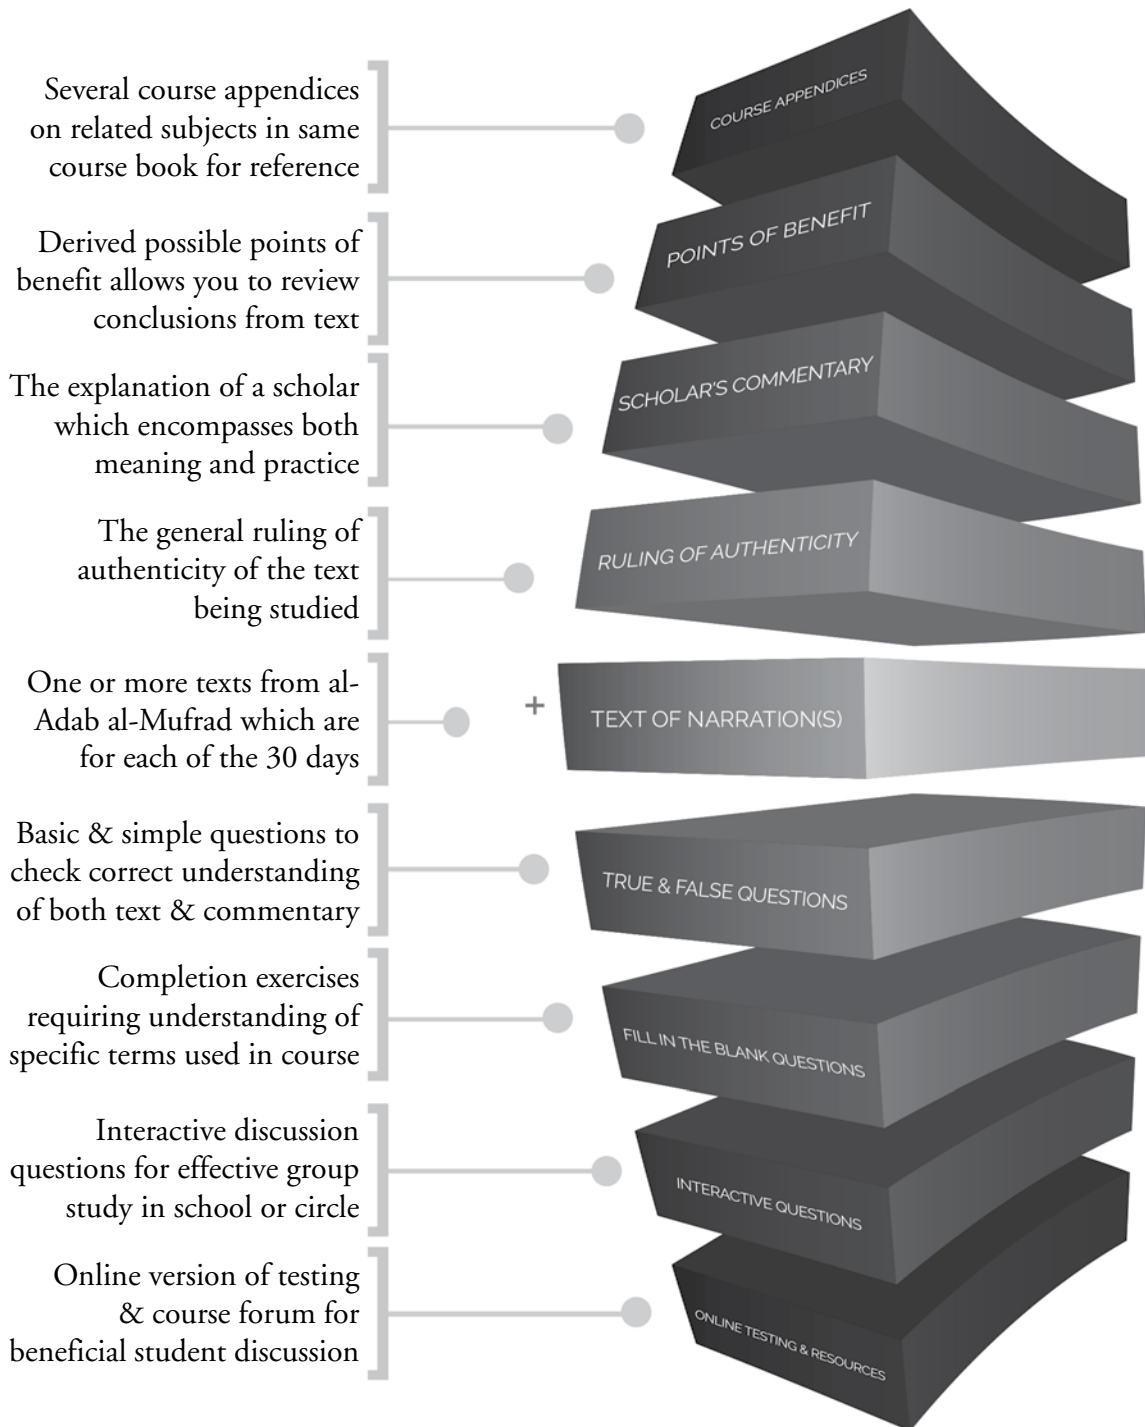 Several course appendices
on related subjects in same
course book for reference
COURSE APPENDICES
Derived possible points of
benefit allows you to review
conclusions from text
POINTS OF BENEFIT
The explanation of a scholar
which encompasses both
meaning and practice
SCHOLAR'S COMMENTARY
The general ruling of
authenticity of the text
being studied
RULING OF AUTHENTICITY
One or more texts from al-
Adab al-Mufrad which are
for each of the 30 days
+
TEXT OF NARRATION(S)
Basic & simple questions to
check correct understanding
of both text & commentary
TRUE & FALSE QUESTIONS
Completion exercises
requiring understanding of
specific terms used in course
FILL IN THE BLANK QUESTIONS
Interactive discussion
questions for effective group
study in school or circle
INTERACTIVE QUESTIONS
Online version of testing
& course forum for
beneficial student discussion
ONLINE TESTING & RESOURCES